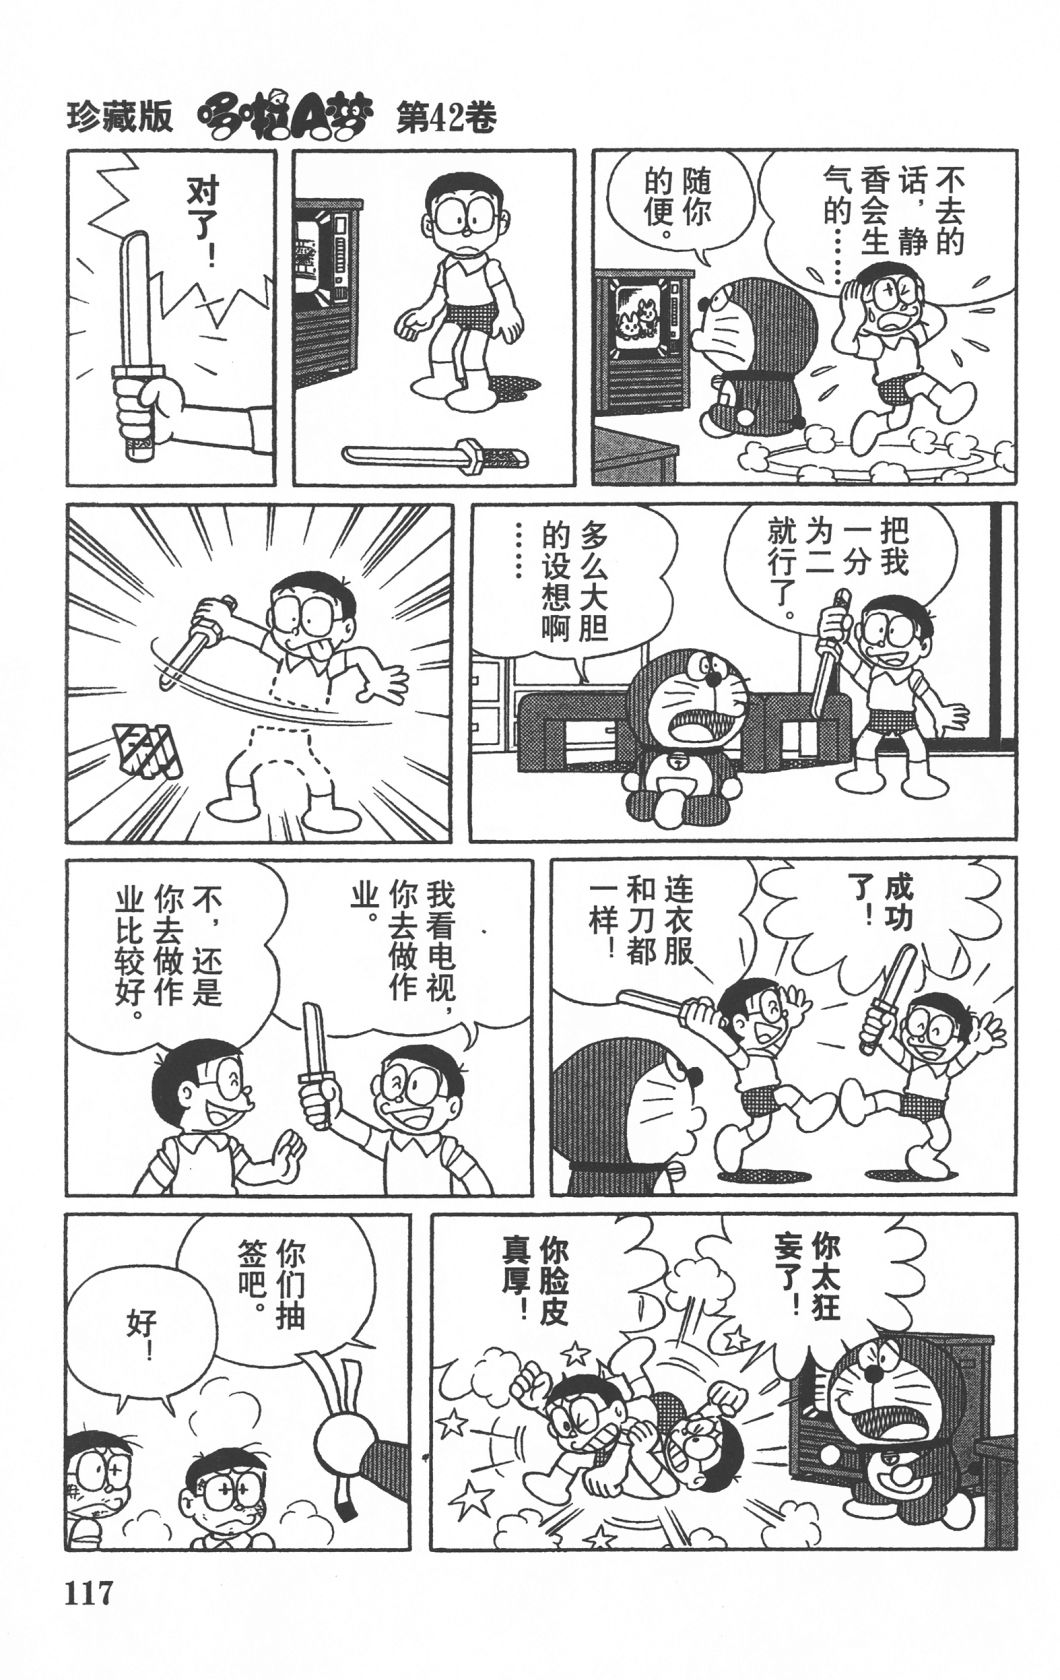 珍藏版 哆啦A梦 第42卷
不去的
话，静
香会生
气的……
随你
的便。
对
了！
把我
一分
为二
就行了。
多么大胆
的设想啊
……
嘶
成功
了！
连衣服
和刀都
一样！
我看电视，
你去做作
业。
不，还是
你去做作
业比较好。
你太狂
妄了！
你脸皮
真厚！
你们抽
签吧。
好！
117